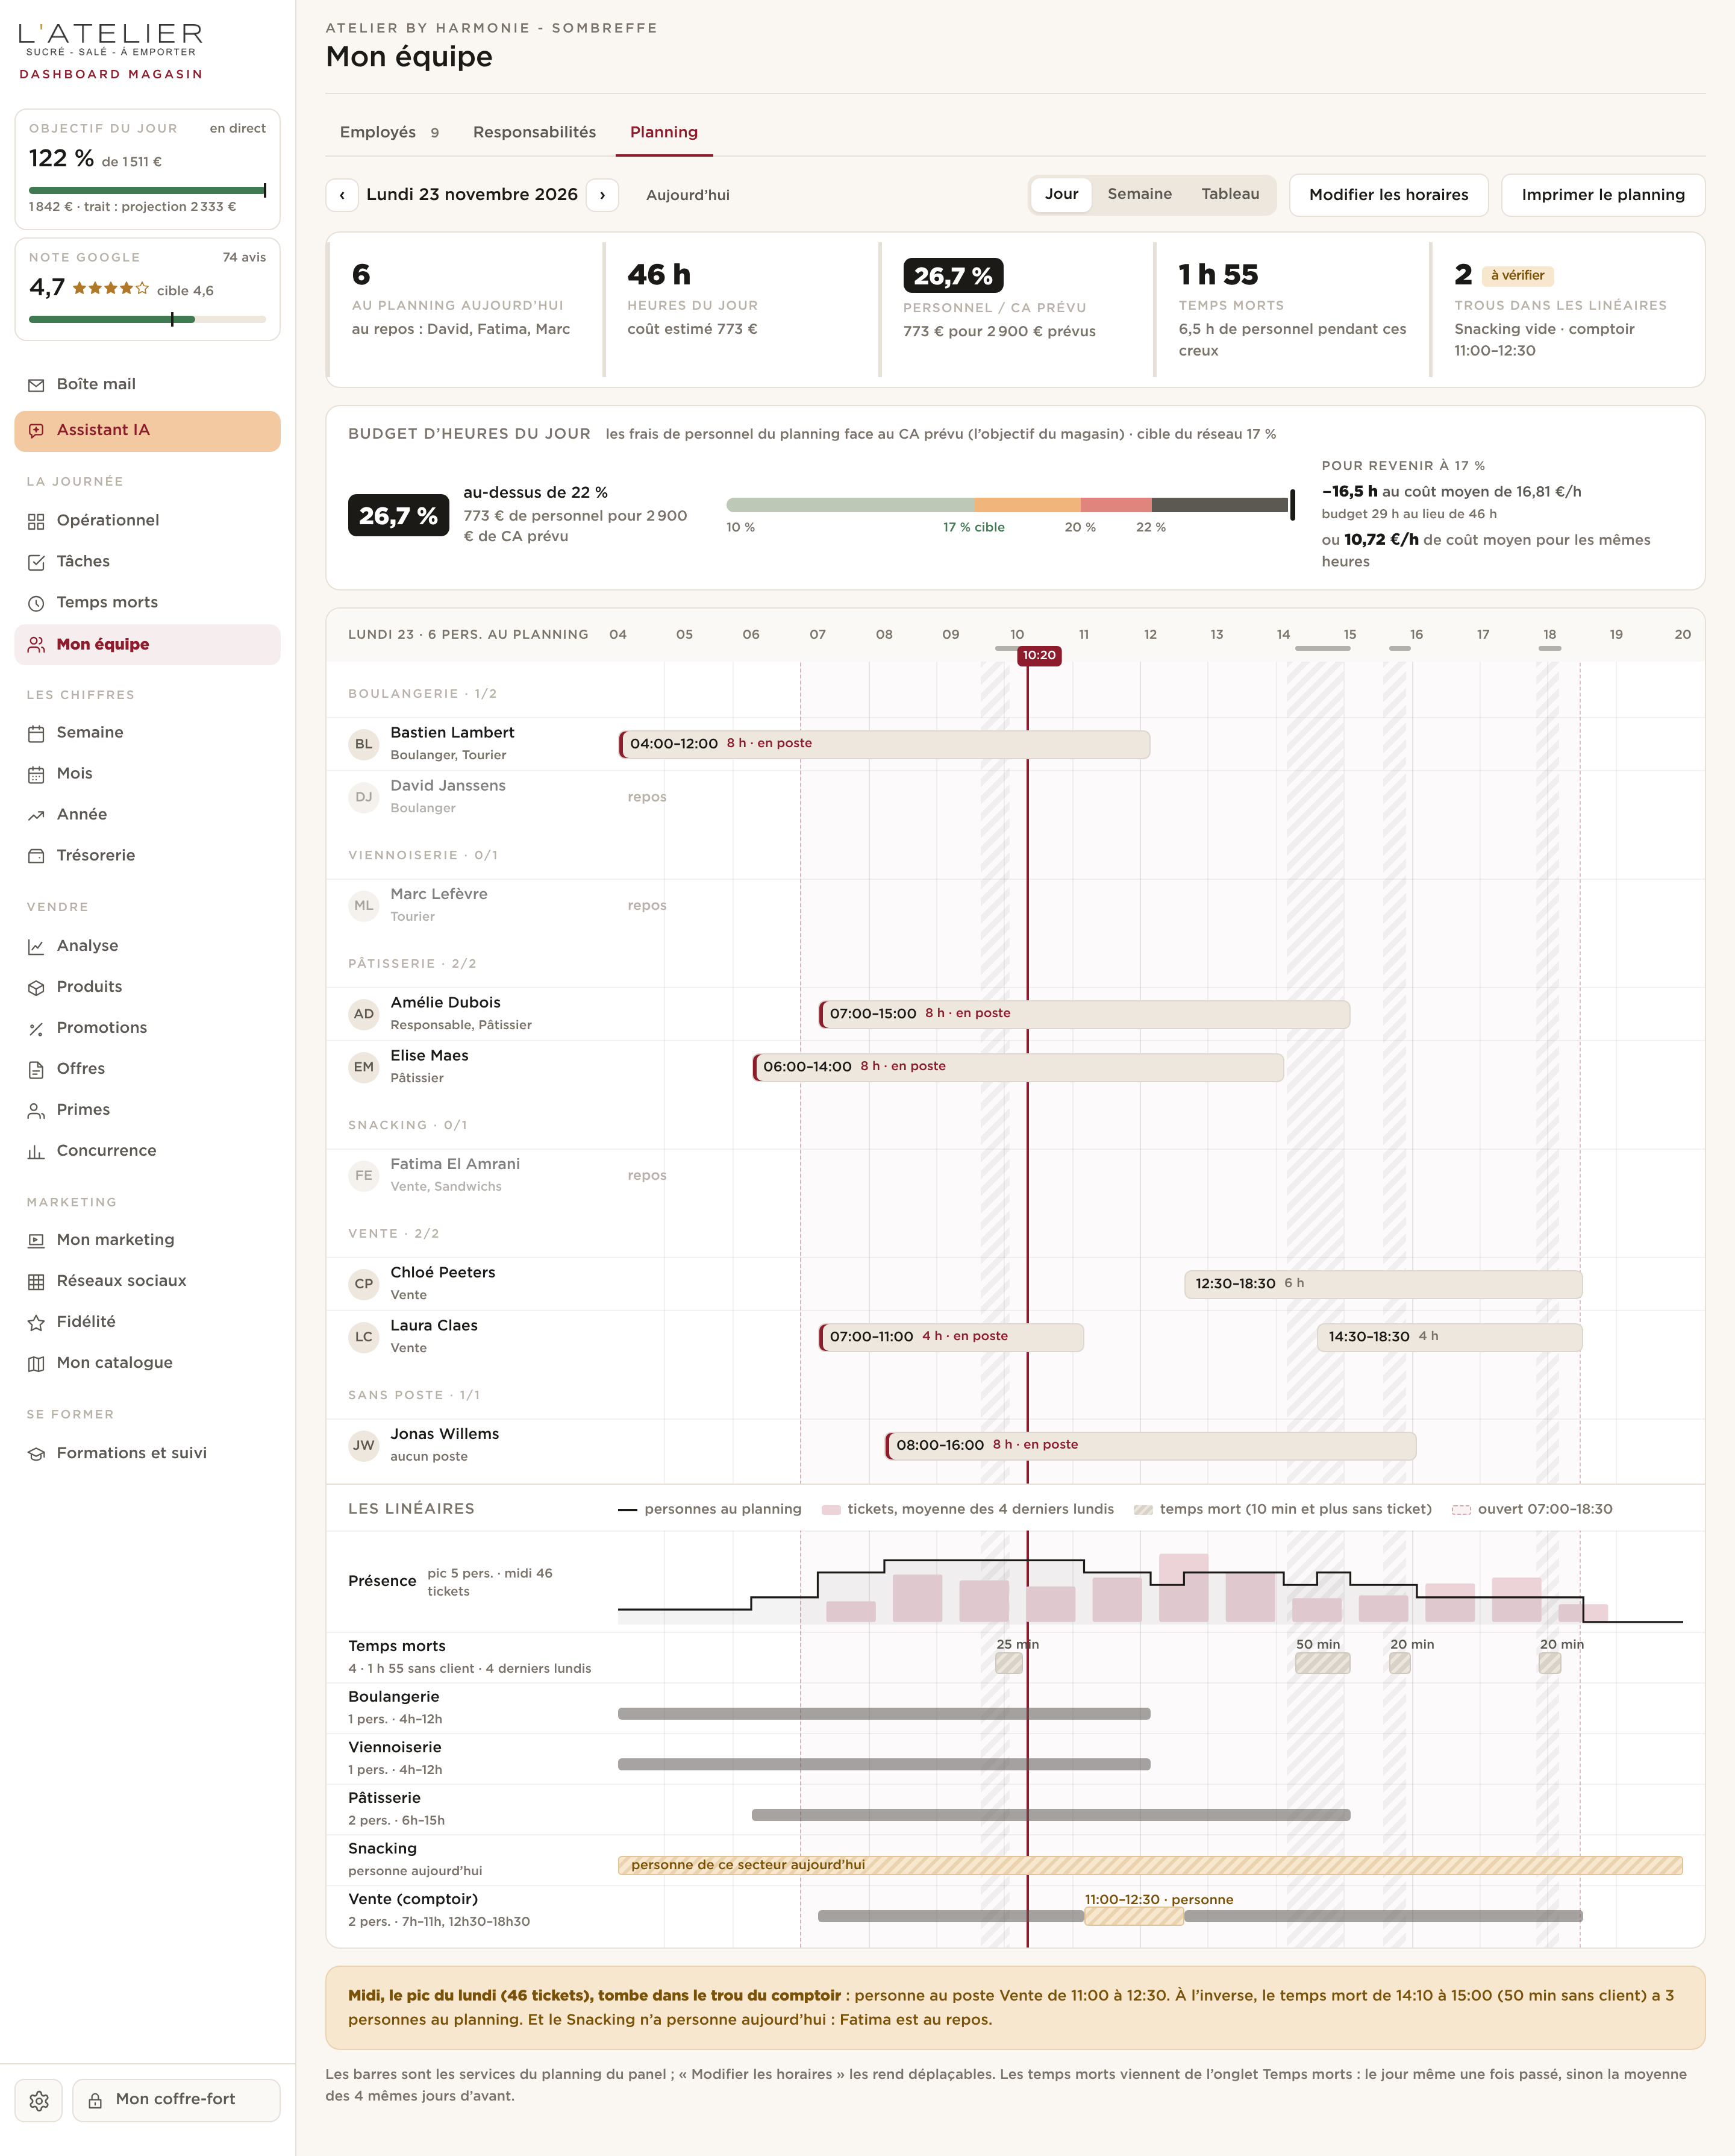 L'ATELIER
SUCRÉ - SALÉ - À EMPORTER
DASHBOARD MAGASIN
OBJECTIF DU JOUR en direct
122 % de 1 511 €
1 842 € · trait : projection 2 333 €
NOTE GOOGLE 74 avis
4,7 cible 4,6
Boîte mail
Assistant IA
LA JOURNÉE
Opérationnel
Tâches
Temps morts
Mon équipe
LES CHIFFRES
Semaine
Mois
Année
Trésorerie
VENDRE
Analyse
Produits
Promotions
Offres
Primes
Concurrence
MARKETING
Mon marketing
Réseaux sociaux
Fidélité
Mon catalogue
SE FORMER
Formations et suivi
Mon coffre-fort
ATELIER BY HARMONIE - SOMBREFFE
Mon équipe
Employés 9 Responsabilités Planning
‹ Lundi 23 novembre 2026 › Aujourd'hui Jour Semaine Tableau Modifier les horaires Imprimer le planning
6
AU PLANNING AUJOURD'HUI
au repos : David, Fatima, Marc
46 h
HEURES DU JOUR
coût estimé 773 €
26,7 %
PERSONNEL / CA PRÉVU
773 € pour 2 900 € prévus
1 h 55
TEMPS MORTS
6,5 h de personnel pendant ces
creux
2 à vérifier
TROUS DANS LES LINÉAIRES
Snacking vide · comptoir
11:00–12:30
BUDGET D'HEURES DU JOUR les frais de personnel du planning face au CA prévu (l'objectif du magasin) · cible du réseau 17 %
26,7 %
au-dessus de 22 %
773 € de personnel pour 2 900
€ de CA prévu
10 % 17 % cible 20 % 22 %
POUR REVENIR À 17 %
−16,5 h au coût moyen de 16,81 €/h
budget 29 h au lieu de 46 h
ou 10,72 €/h de coût moyen pour les mêmes
heures
LUNDI 23 · 6 PERS. AU PLANNING 04 05 06 07 08 09 10 11 12 13 14 15 16 17 18 19 20
10:20
BOULANGERIE · 1/2
BL Bastien Lambert
Boulanger, Tourier
04:00–12:00 8 h · en poste
DJ David Janssens
Boulanger
repos
VIENNOISERIE · 0/1
ML Marc Lefèvre
Tourier
repos
PÂTISSERIE · 2/2
AD Amélie Dubois
Responsable, Pâtissier
07:00–15:00 8 h · en poste
EM Elise Maes
Pâtissier
06:00–14:00 8 h · en poste
SNACKING · 0/1
FE Fatima El Amrani
Vente, Sandwichs
repos
VENTE · 2/2
CP Chloé Peeters
Vente
12:30–18:30 6 h
LC Laura Claes
Vente
07:00–11:00 4 h · en poste 14:30–18:30 4 h
SANS POSTE · 1/1
JW Jonas Willems
aucun poste
08:00–16:00 8 h · en poste
LES LINÉAIRES personnes au planning tickets, moyenne des 4 derniers lundis temps mort (10 min et plus sans ticket) ouvert 07:00–18:30
Présence pic 5 pers. · midi 46
tickets
Temps morts
4 · 1 h 55 sans client · 4 derniers lundis
25 min 50 min 20 min 20 min
Boulangerie
1 pers. · 4h–12h
Viennoiserie
1 pers. · 4h–12h
Pâtisserie
2 pers. · 6h–15h
Snacking
personne aujourd'hui
personne de ce secteur aujourd'hui
Vente (comptoir)
2 pers. · 7h–11h, 12h30–18h30
11:00–12:30 · personne
Midi, le pic du lundi (46 tickets), tombe dans le trou du comptoir : personne au poste Vente de 11:00 à 12:30. À l'inverse, le temps mort de 14:10 à 15:00 (50 min sans client) a 3
personnes au planning. Et le Snacking n'a personne aujourd'hui : Fatima est au repos.
Les barres sont les services du planning du panel ; « Modifier les horaires » les rend déplaçables. Les temps morts viennent de l'onglet Temps morts : le jour même une fois passé, sinon la moyenne
des 4 mêmes jours d'avant.